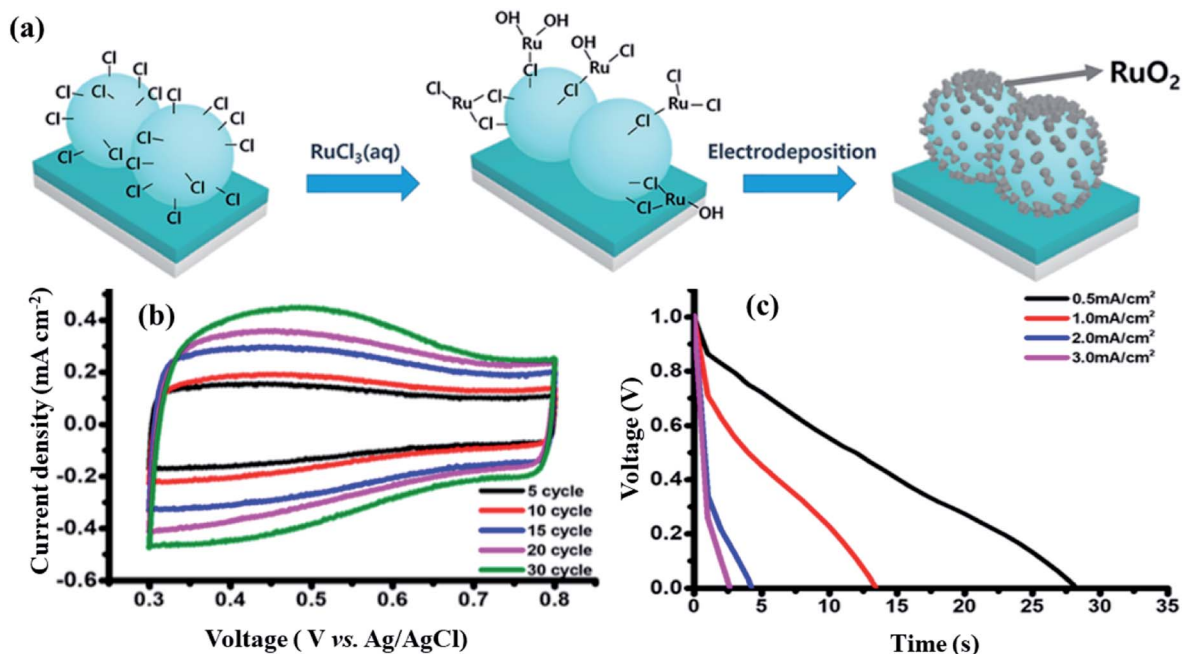 (a)
Cl Cl Cl Cl Cl Cl Cl Cl Cl Cl Cl Cl Cl Cl Cl Cl Cl Cl
RuCl₃(aq)
OH OH Ru Cl
OH Ru Cl Cl
Cl Ru Cl Cl
Cl Ru Cl Cl
Cl Cl Ru OH
Electrodeposition
RuO₂
(b)
Current density (mA cm⁻²)
0.4
0.2
0.0
-0.2
-0.4
-0.6
5 cycle
10 cycle
15 cycle
20 cycle
30 cycle
0.3 0.4 0.5 0.6 0.7 0.8
Voltage ( V vs. Ag/AgCl)
(c)
0.5mA/cm²
1.0mA/cm²
2.0mA/cm²
3.0mA/cm²
Voltage (V)
1.0
0.8
0.6
0.4
0.2
0.0
0 5 10 15 20 25 30 35
Time (s)